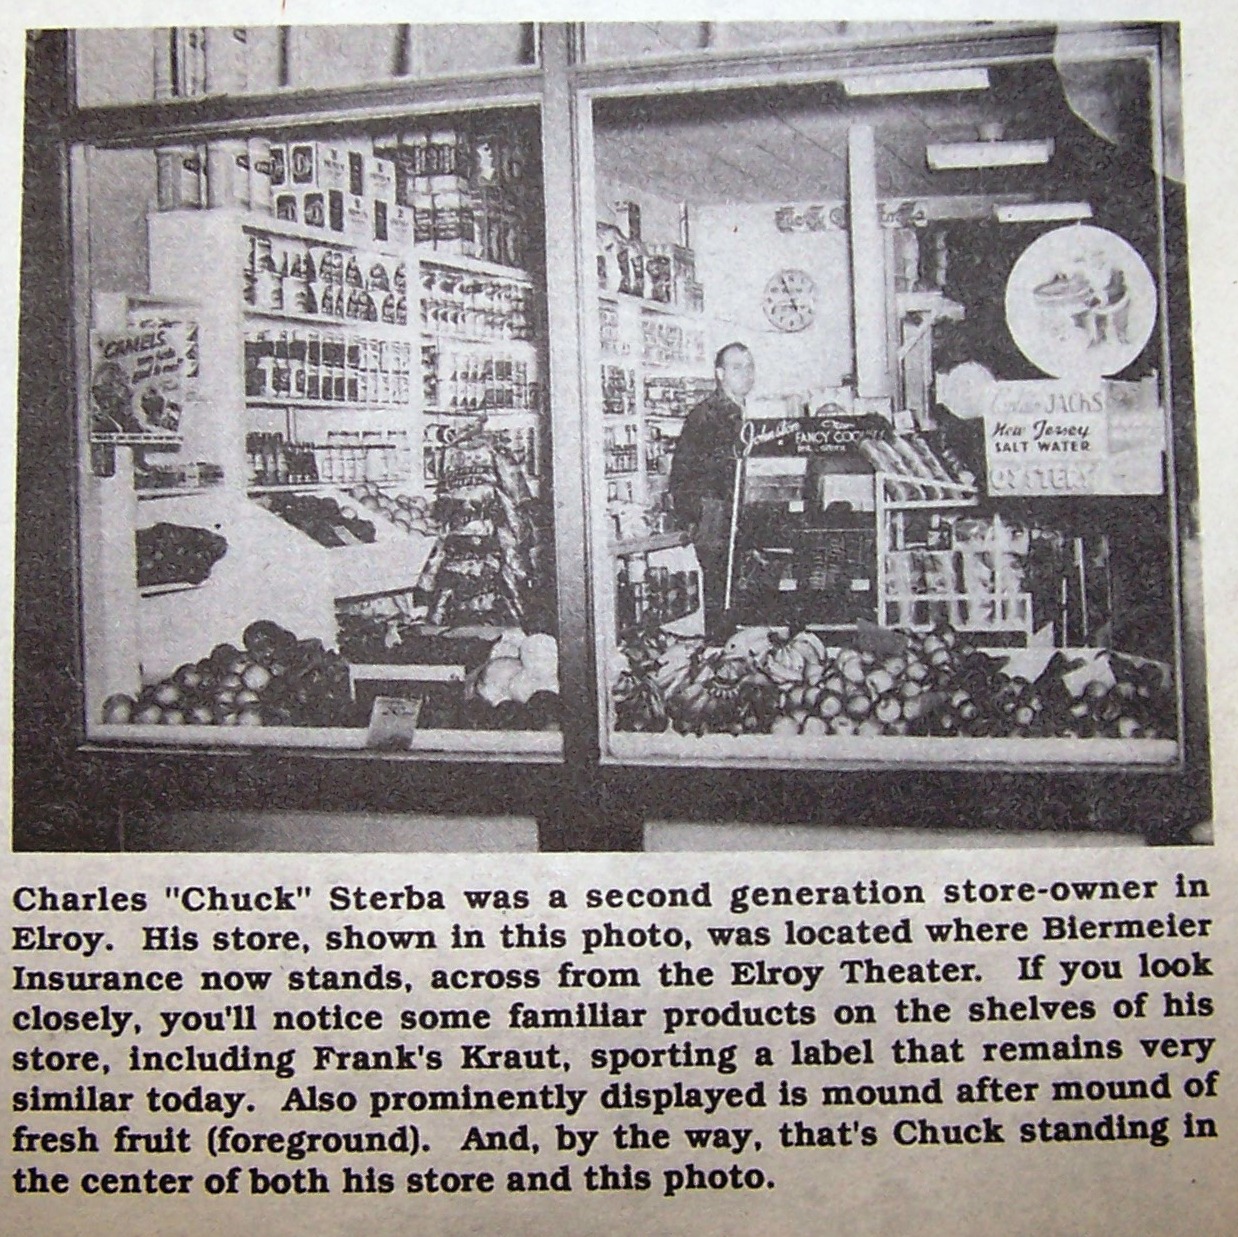 CAMELS
Johnston
FANCY COOKIES
JACK'S
New Jersey
SALT WATER
OYSTERS
Charles "Chuck" Sterba was a second generation store-owner in
Elroy. His store, shown in this photo, was located where Biermeier
Insurance now stands, across from the Elroy Theater. If you look
closely, you'll notice some familiar products on the shelves of his
store, including Frank's Kraut, sporting a label that remains very
similar today. Also prominently displayed is mound after mound of
fresh fruit (foreground). And, by the way, that's Chuck standing in
the center of both his store and this photo.